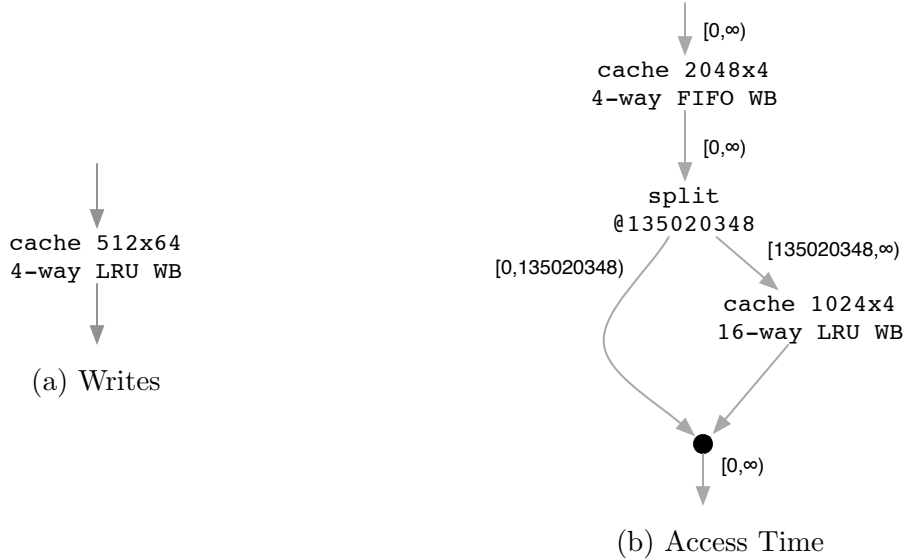 cache 512x64
4-way LRU WB
(a) Writes
[0,∞)
cache 2048x4
4-way FIFO WB
[0,∞)
split
@135020348
[0,135020348)
[135020348,∞)
cache 1024x4
16-way LRU WB
[0,∞)
(b) Access Time